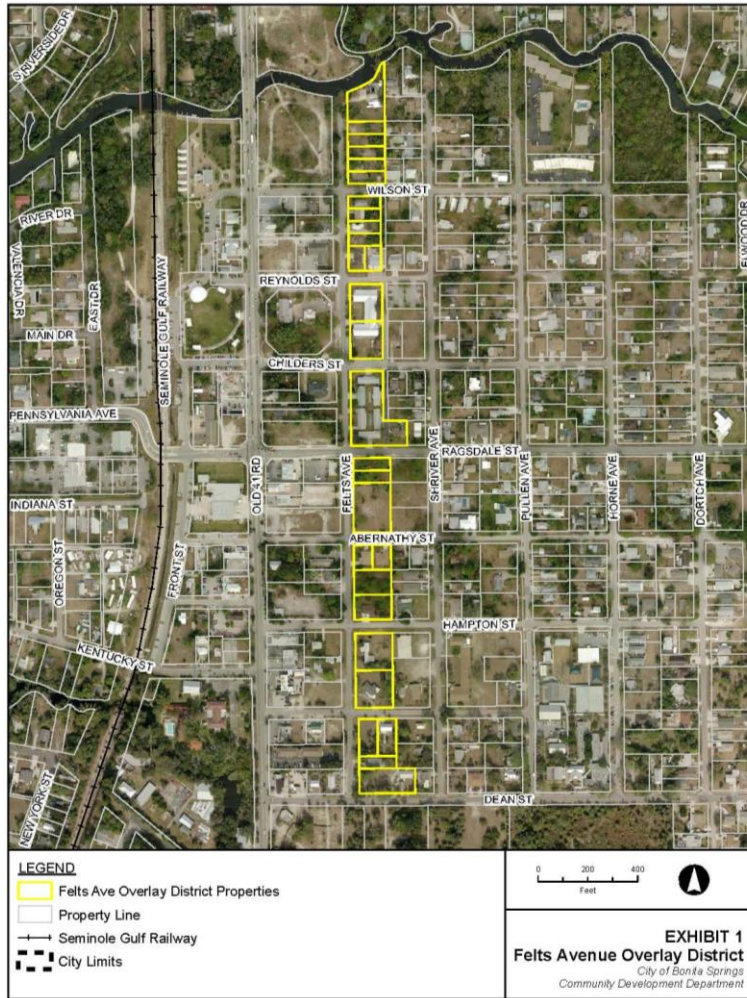 S RIVERSIDE DR
WILSON ST
RIVER DR
VALENCIA DR
EAST DR
SEMINOLE GULF RAILWAY
REYNOLDS ST
MAIN DR
CHILDERS ST
PENNSYLVANIA AVE
OLD 41 RD
FELTS AVE
SHRIVER AVE
RAGSDALE ST
PULLEN AVE
HORNE AVE
DORTCH AVE
INDIANA ST
OREGON ST
FRONT ST
ABERNATHY ST
HAMPTON ST
KENTUCKY ST
NEW YORK ST
DEAN ST
LEGEND
Felts Ave Overlay District Properties
Property Line
Seminole Gulf Railway
City Limits
0 200 400
Feet
EXHIBIT 1
Felts Avenue Overlay District
City of Bonita Springs
Community Development Department